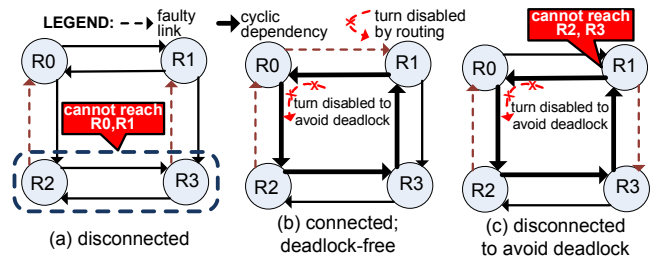 LEGEND: faulty link
cyclic dependency
turn disabled by routing
R0
R1
cannot reach
R0,R1
R2
R3
(a) disconnected
R0
R1
turn disabled to
avoid deadlock
R2
R3
(b) connected;
deadlock-free
cannot reach
R2, R3
R0
R1
turn disabled to
avoid deadlock
R2
R3
(c) disconnected
to avoid deadlock